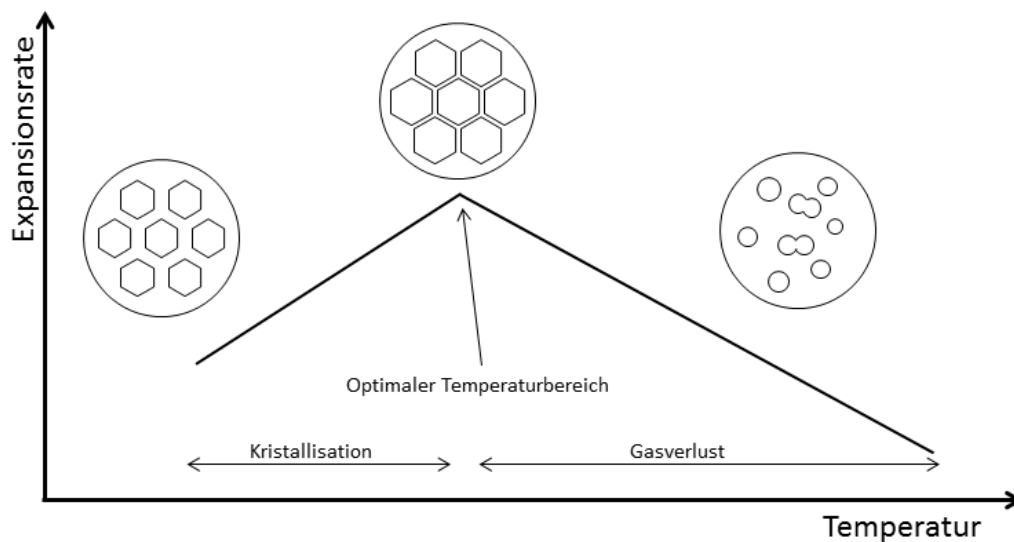 Expansionsrate
Optimaler Temperaturbereich
Kristallisation
Gasverlust
Temperatur